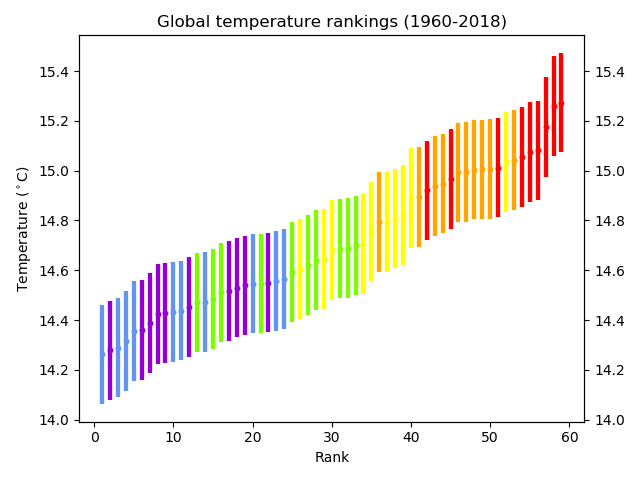 Global temperature rankings (1960-2018)
15.4 15.4
15.2 15.2
15.0 15.0
14.8 14.8
14.6 14.6
14.4 14.4
14.2 14.2
14.0 14.0
Temperature (°C)
0 10 20 30 40 50 60
Rank